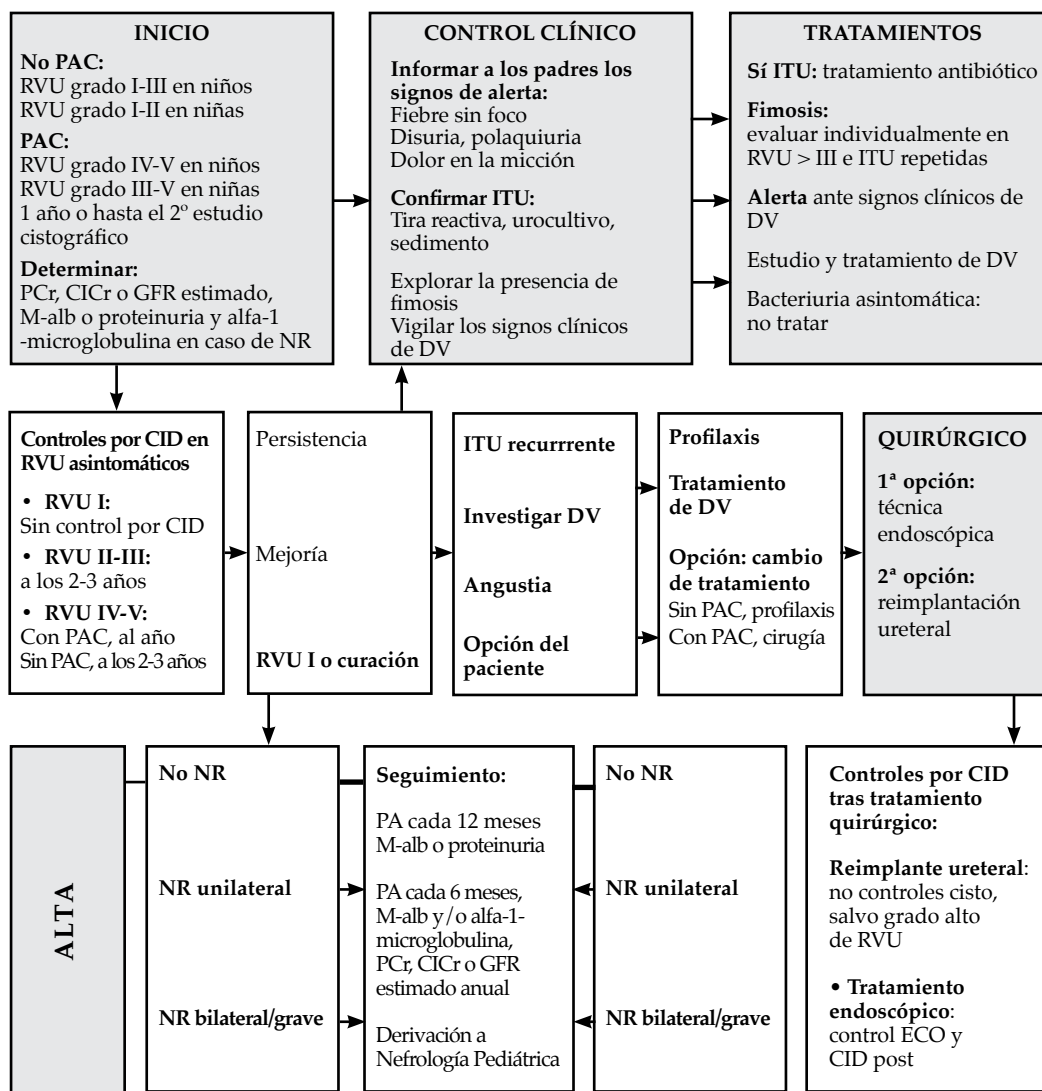 INICIO
No PAC:
RVU grado I-III en niños
RVU grado I-II en niñas
PAC:
RVU grado IV-V en niños
RVU grado III-V en niñas
1 año o hasta el 2º estudio
cistográfico
Determinar:
PCr, CICr o GFR estimado,
M-alb o proteinuria y alfa-1
-microglobulina en caso de NR
CONTROL CLÍNICO
Informar a los padres los
signos de alerta:
Fiebre sin foco
Disuria, polaquiuria
Dolor en la micción
Confirmar ITU:
Tira reactiva, urocultivo,
sedimento
Explorar la presencia de
fimosis
Vigilar los signos clínicos
de DV
TRATAMIENTOS
Sí ITU: tratamiento antibiótico
Fimosis:
evaluar individualmente en
RVU > III e ITU repetidas
Alerta ante signos clínicos de
DV
Estudio y tratamiento de DV
Bacteriuria asintomática:
no tratar
Controles por CID en
RVU asintomáticos
• RVU I:
Sin control por CID
• RVU II-III:
a los 2-3 años
• RVU IV-V:
Con PAC, al año
Sin PAC, a los 2-3 años
Persistencia
Mejoría
RVU I o curación
ITU recurrrente
Investigar DV
Angustia
Opción del
paciente
Profilaxis
Tratamiento
de DV
Opción: cambio
de tratamiento
Sin PAC, profilaxis
Con PAC, cirugía
QUIRÚRGICO
1ª opción:
técnica
endoscópica
2ª opción:
reimplantación
ureteral
ALTA
No NR
NR unilateral
NR bilateral/grave
Seguimiento:
PA cada 12 meses
M-alb o proteinuria
PA cada 6 meses,
M-alb y/o alfa-1-
microglobulina,
PCr, CICr o GFR
estimado anual
Derivación a
Nefrología Pediátrica
No NR
NR unilateral
NR bilateral/grave
Controles por CID
tras tratamiento
quirúrgico:
Reimplante ureteral:
no controles cisto,
salvo grado alto
de RVU
• Tratamiento
endoscópico:
control ECO y
CID post